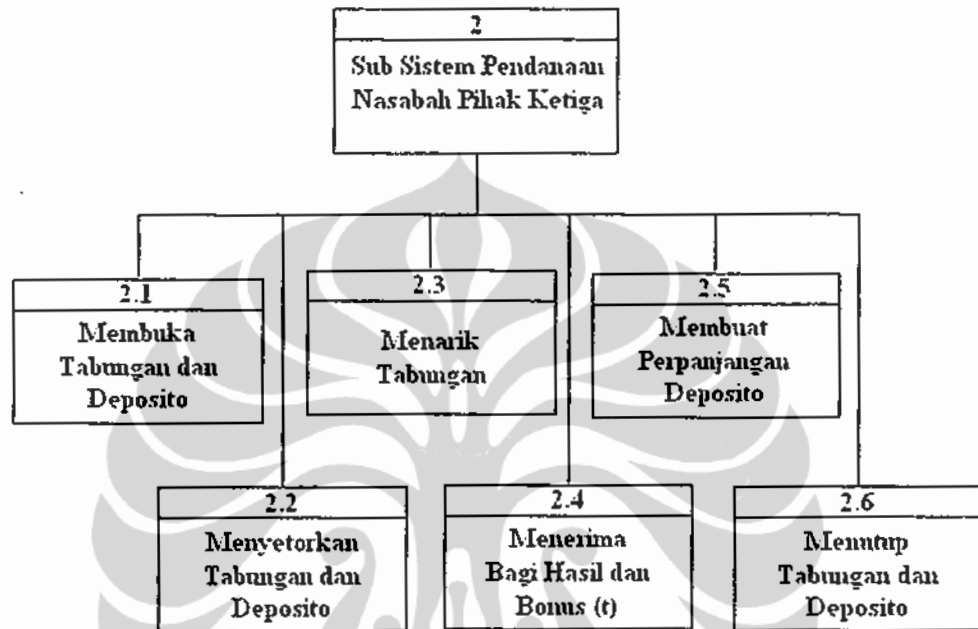 2
Sub Sistem Pendanaan
Nasabah Pihak Ketiga
2.1
Membuka
Tabungan dan
Deposito
2.2
Menyetorkan
Tabungan dan
Deposito
2.3
Menarik
Tabungan
2.4
Menerima
Bagi Hasil dan
Bonus (t)
2.5
Membuat
Perpanjangan
Deposito
2.6
Menutup
Tabungan dan
Deposito